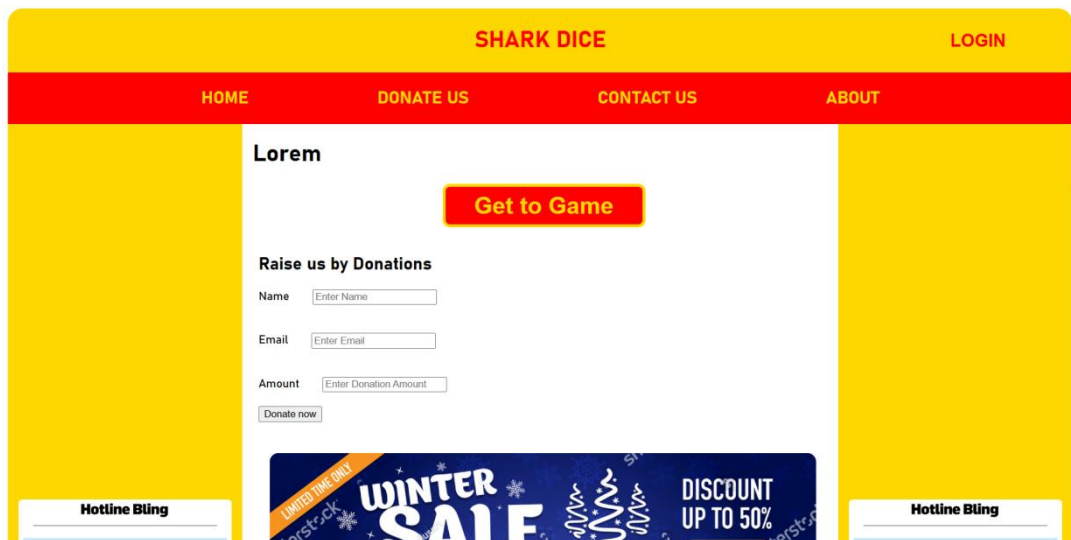 SHARK DICE
LOGIN
HOME DONATE US CONTACT US ABOUT
Lorem
Get to Game
Raise us by Donations
Name Enter Name
Email Enter Email
Amount Enter Donation Amount
Donate now
LIMITED TIME ONLY
WINTER
SALE
DISCOUNT
UP TO 50%
Hotline Bling
Hotline Bling